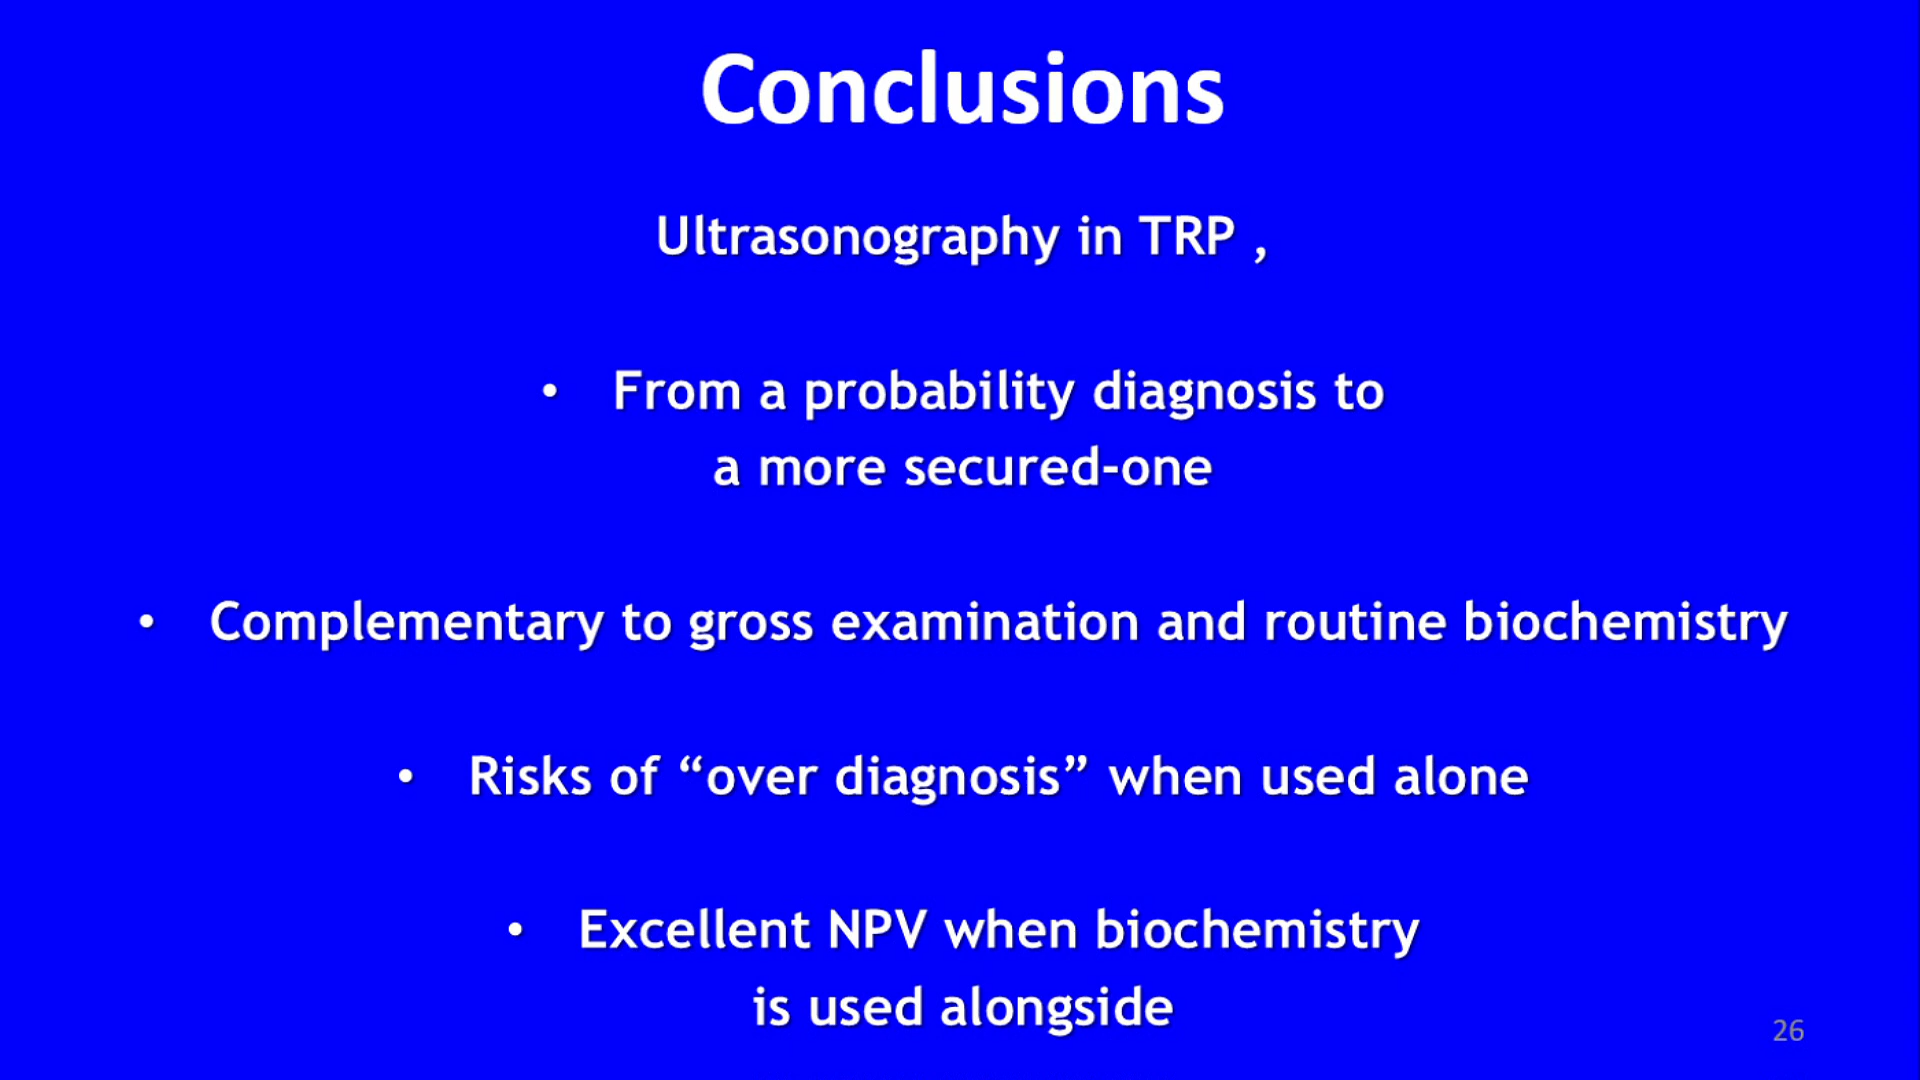 Conclusions
Ultrasonography in TRP ,
• From a probability diagnosis to
a more secured-one
• Complementary to gross examination and routine biochemistry
• Risks of “over diagnosis” when used alone
• Excellent NPV when biochemistry
is used alongside
26